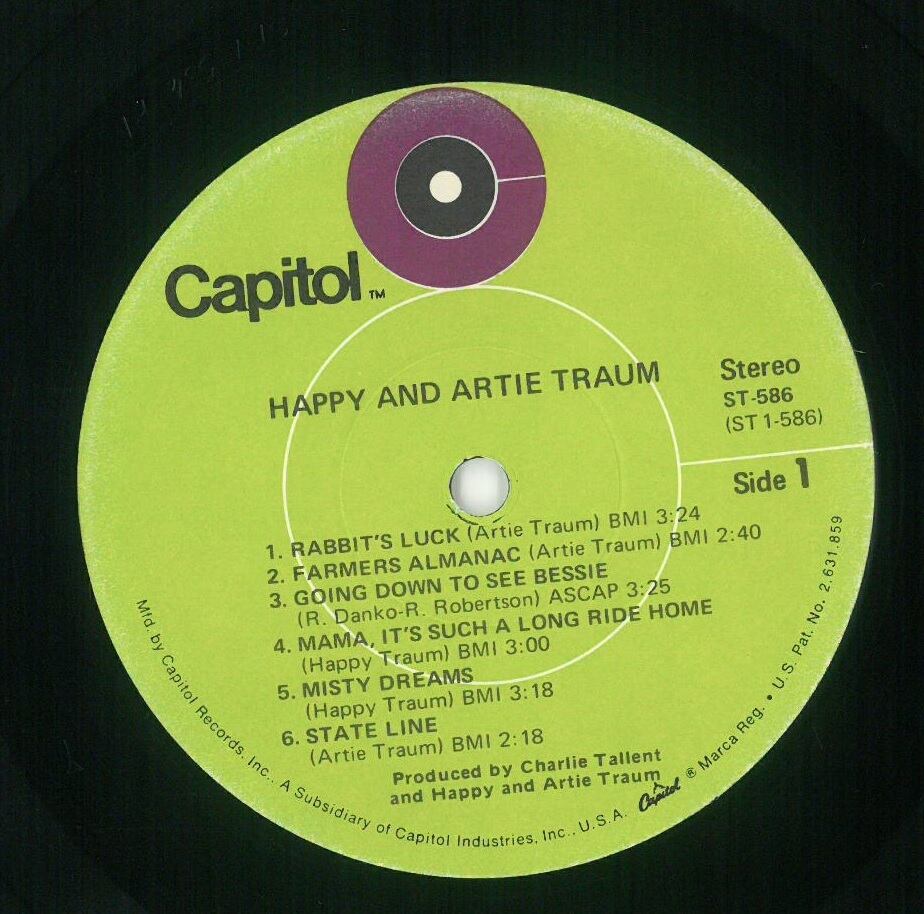 Capitol™
HAPPY AND ARTIE TRAUM
Stereo
ST-586
(ST 1-586)
Side 1
1. RABBIT'S LUCK (Artie Traum) BMI 3:24
2. FARMERS ALMANAC (Artie Traum) BMI 2:40
3. GOING DOWN TO SEE BESSIE
(R. Danko-R. Robertson) ASCAP 3:25
4. MAMA, IT'S SUCH A LONG RIDE HOME
(Happy Traum) BMI 3:00
5. MISTY DREAMS
(Happy Traum) BMI 3:18
6. STATE LINE
(Artie Traum) BMI 2:18
Produced by Charlie Tallent
and Happy and Artie Traum
Mfd. by Capitol Records, Inc., A Subsidiary of Capitol Industries, Inc., U.S.A. Capitol ® Marca Reg. • U.S. Pat. No. 2,631,859